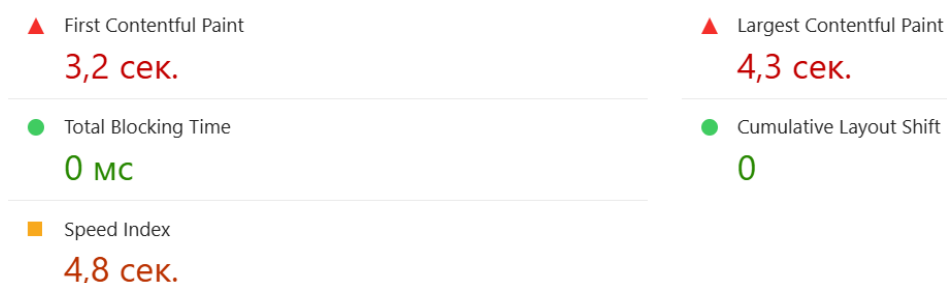 First Contentful Paint
3,2 сек.
Largest Contentful Paint
4,3 сек.
Total Blocking Time
0 мс
Cumulative Layout Shift
0
Speed Index
4,8 сек.